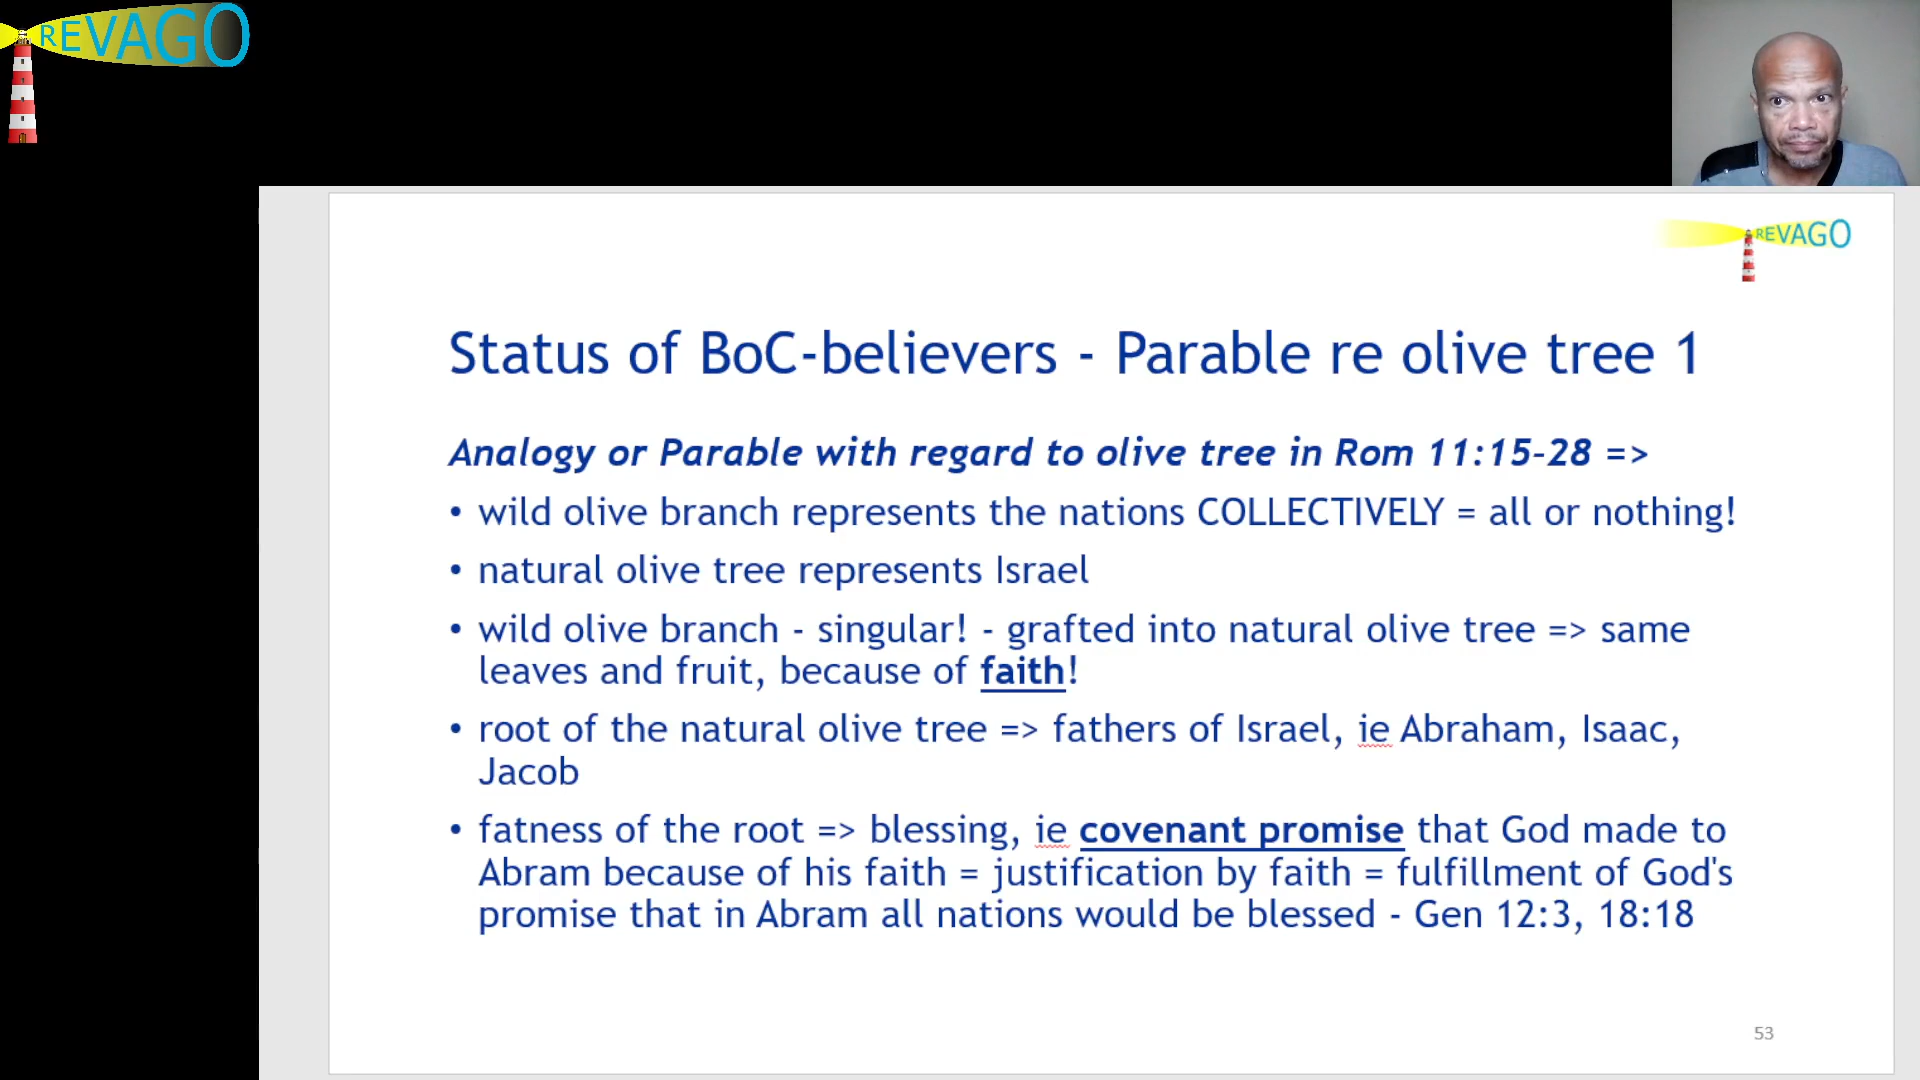 REVAGO
REVAGO
Status of BoC-believers - Parable re olive tree 1
Analogy or Parable with regard to olive tree in Rom 11:15-28 =>
• wild olive branch represents the nations COLLECTIVELY = all or nothing!
• natural olive tree represents Israel
• wild olive branch - singular! - grafted into natural olive tree => same
leaves and fruit, because of faith!
• root of the natural olive tree => fathers of Israel, ie Abraham, Isaac,
Jacob
• fatness of the root => blessing, ie covenant promise that God made to
Abram because of his faith = justification by faith = fulfillment of God's
promise that in Abram all nations would be blessed - Gen 12:3, 18:18
53